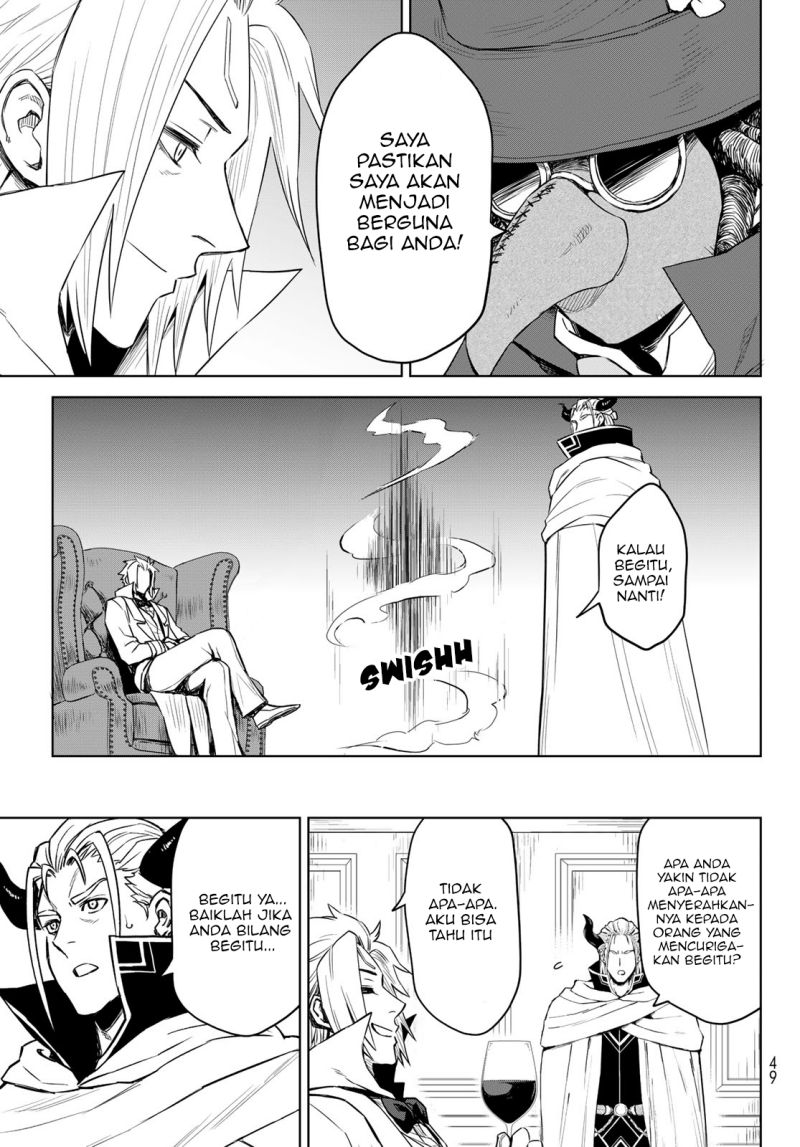 SAYA
PASTIKAN
SAYA AKAN
MENJADI
BERGUNA
BAGI ANDA!
KALAU
BEGITU,
SAMPAI
NANTI!
SWISHH
APA ANDA
YAKIN TIDAK
APA-APA
MENYERAHKAN-
NYA KEPADA
ORANG YANG
MENCURIGA-
KAN BEGITU?
TIDAK
APA-APA.
AKU BISA
TAHU ITU
BEGITU YA...
BAIKLAH JIKA
ANDA BILANG
BEGITU...
49